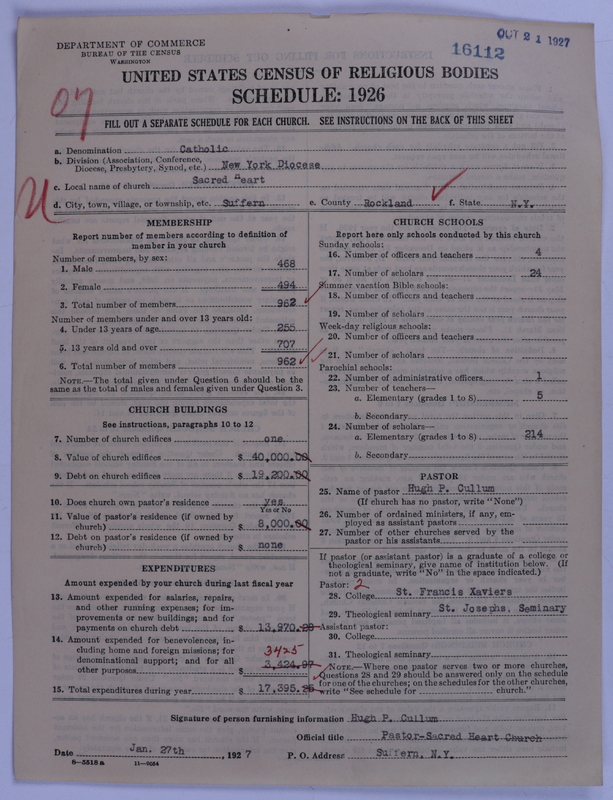 DEPARTMENT OF COMMERCE
BUREAU OF THE CENSUS
WASHINGTON
16112
OCT 21 1927
UNITED STATES CENSUS OF RELIGIOUS BODIES
SCHEDULE: 1926
FILL OUT A SEPARATE SCHEDULE FOR EACH CHURCH. SEE INSTRUCTIONS ON THE BACK OF THIS SHEET
a. Denomination Catholic
b. Division (Association, Conference, Diocese, Presbytery, Synod, etc.) New York Diocese
c. Local name of church Sacred Heart
d. City, town, village, or township, etc. Suffern e. County Rockland f. State N.Y.
MEMBERSHIP
Report number of members according to definition of
member in your church
Number of members, by sex:
1. Male 468
2. Female 494
3. Total number of members 962
Number of members under and over 13 years old:
4. Under 13 years of age 255
5. 13 years old and over 707
6. Total number of members 962
NOTE.—The total given under Question 6 should be
same as the total of males and females given under Question 3.
CHURCH BUILDINGS
See instructions, paragraphs 10 to 12
7. Number of church edifices one
8. Value of church edifices $ 40,000.00
9. Debt on church edifices $ 19,200.00
10. Does church own pastor's residence yes
Yes or No
11. Value of pastor's residence (if owned by
church) $ 8,000.00
12. Debt on pastor's residence (if owned by
church) $ none
EXPENDITURES
Amount expended by your church during last fiscal year
13. Amount expended for salaries, repairs,
and other running expenses; for im-
provements or new buildings; and for
payments on church debt $ 13,970.28
14. Amount expended for benevolences, in-
cluding home and foreign missions; for
denominational support; and for all
other purposes $ 3,424.97
3425
15. Total expenditures during year $ 17,395.25
CHURCH SCHOOLS
Report here only schools conducted by this church
Sunday schools:
16. Number of officers and teachers 4
17. Number of scholars 24
Summer vacation Bible schools:
18. Number of officers and teachers
19. Number of scholars
Week-day religious schools:
20. Number of officers and teachers
21. Number of scholars
Parochial schools:
22. Number of administrative officers 1
23. Number of teachers—
a. Elementary (grades 1 to 8) 5
b. Secondary
24. Number of scholars—
a. Elementary (grades 1 to 8) 214
b. Secondary
PASTOR
25. Name of pastor Hugh P. Cullum
(If church has no pastor, write "None")
26. Number of ordained ministers, if any, em-
ployed as assistant pastors
27. Number of other churches served by the
pastor or his assistants
If pastor (or assistant pastor) is a graduate of a college or
theological seminary, give name of institution below. (If
not a graduate, write "No" in the space indicated.)
Pastor: 2
28. College St. Francis Xaviers
29. Theological seminary St. Josephs, Seminary
Assistant pastor:
30. College
31. Theological seminary
NOTE.—Where one pastor serves two or more churches,
Questions 28 and 29 should be answered only on the schedule
for one of the churches; on the schedules for the other churches,
write "See schedule for church."
Signature of person furnishing information Hugh P. Cullum
Official title Pastor-Sacred Heart Church
Date Jan. 27th, 1927 P. O. Address Suffern, N.Y.
8—5518a 11—9564